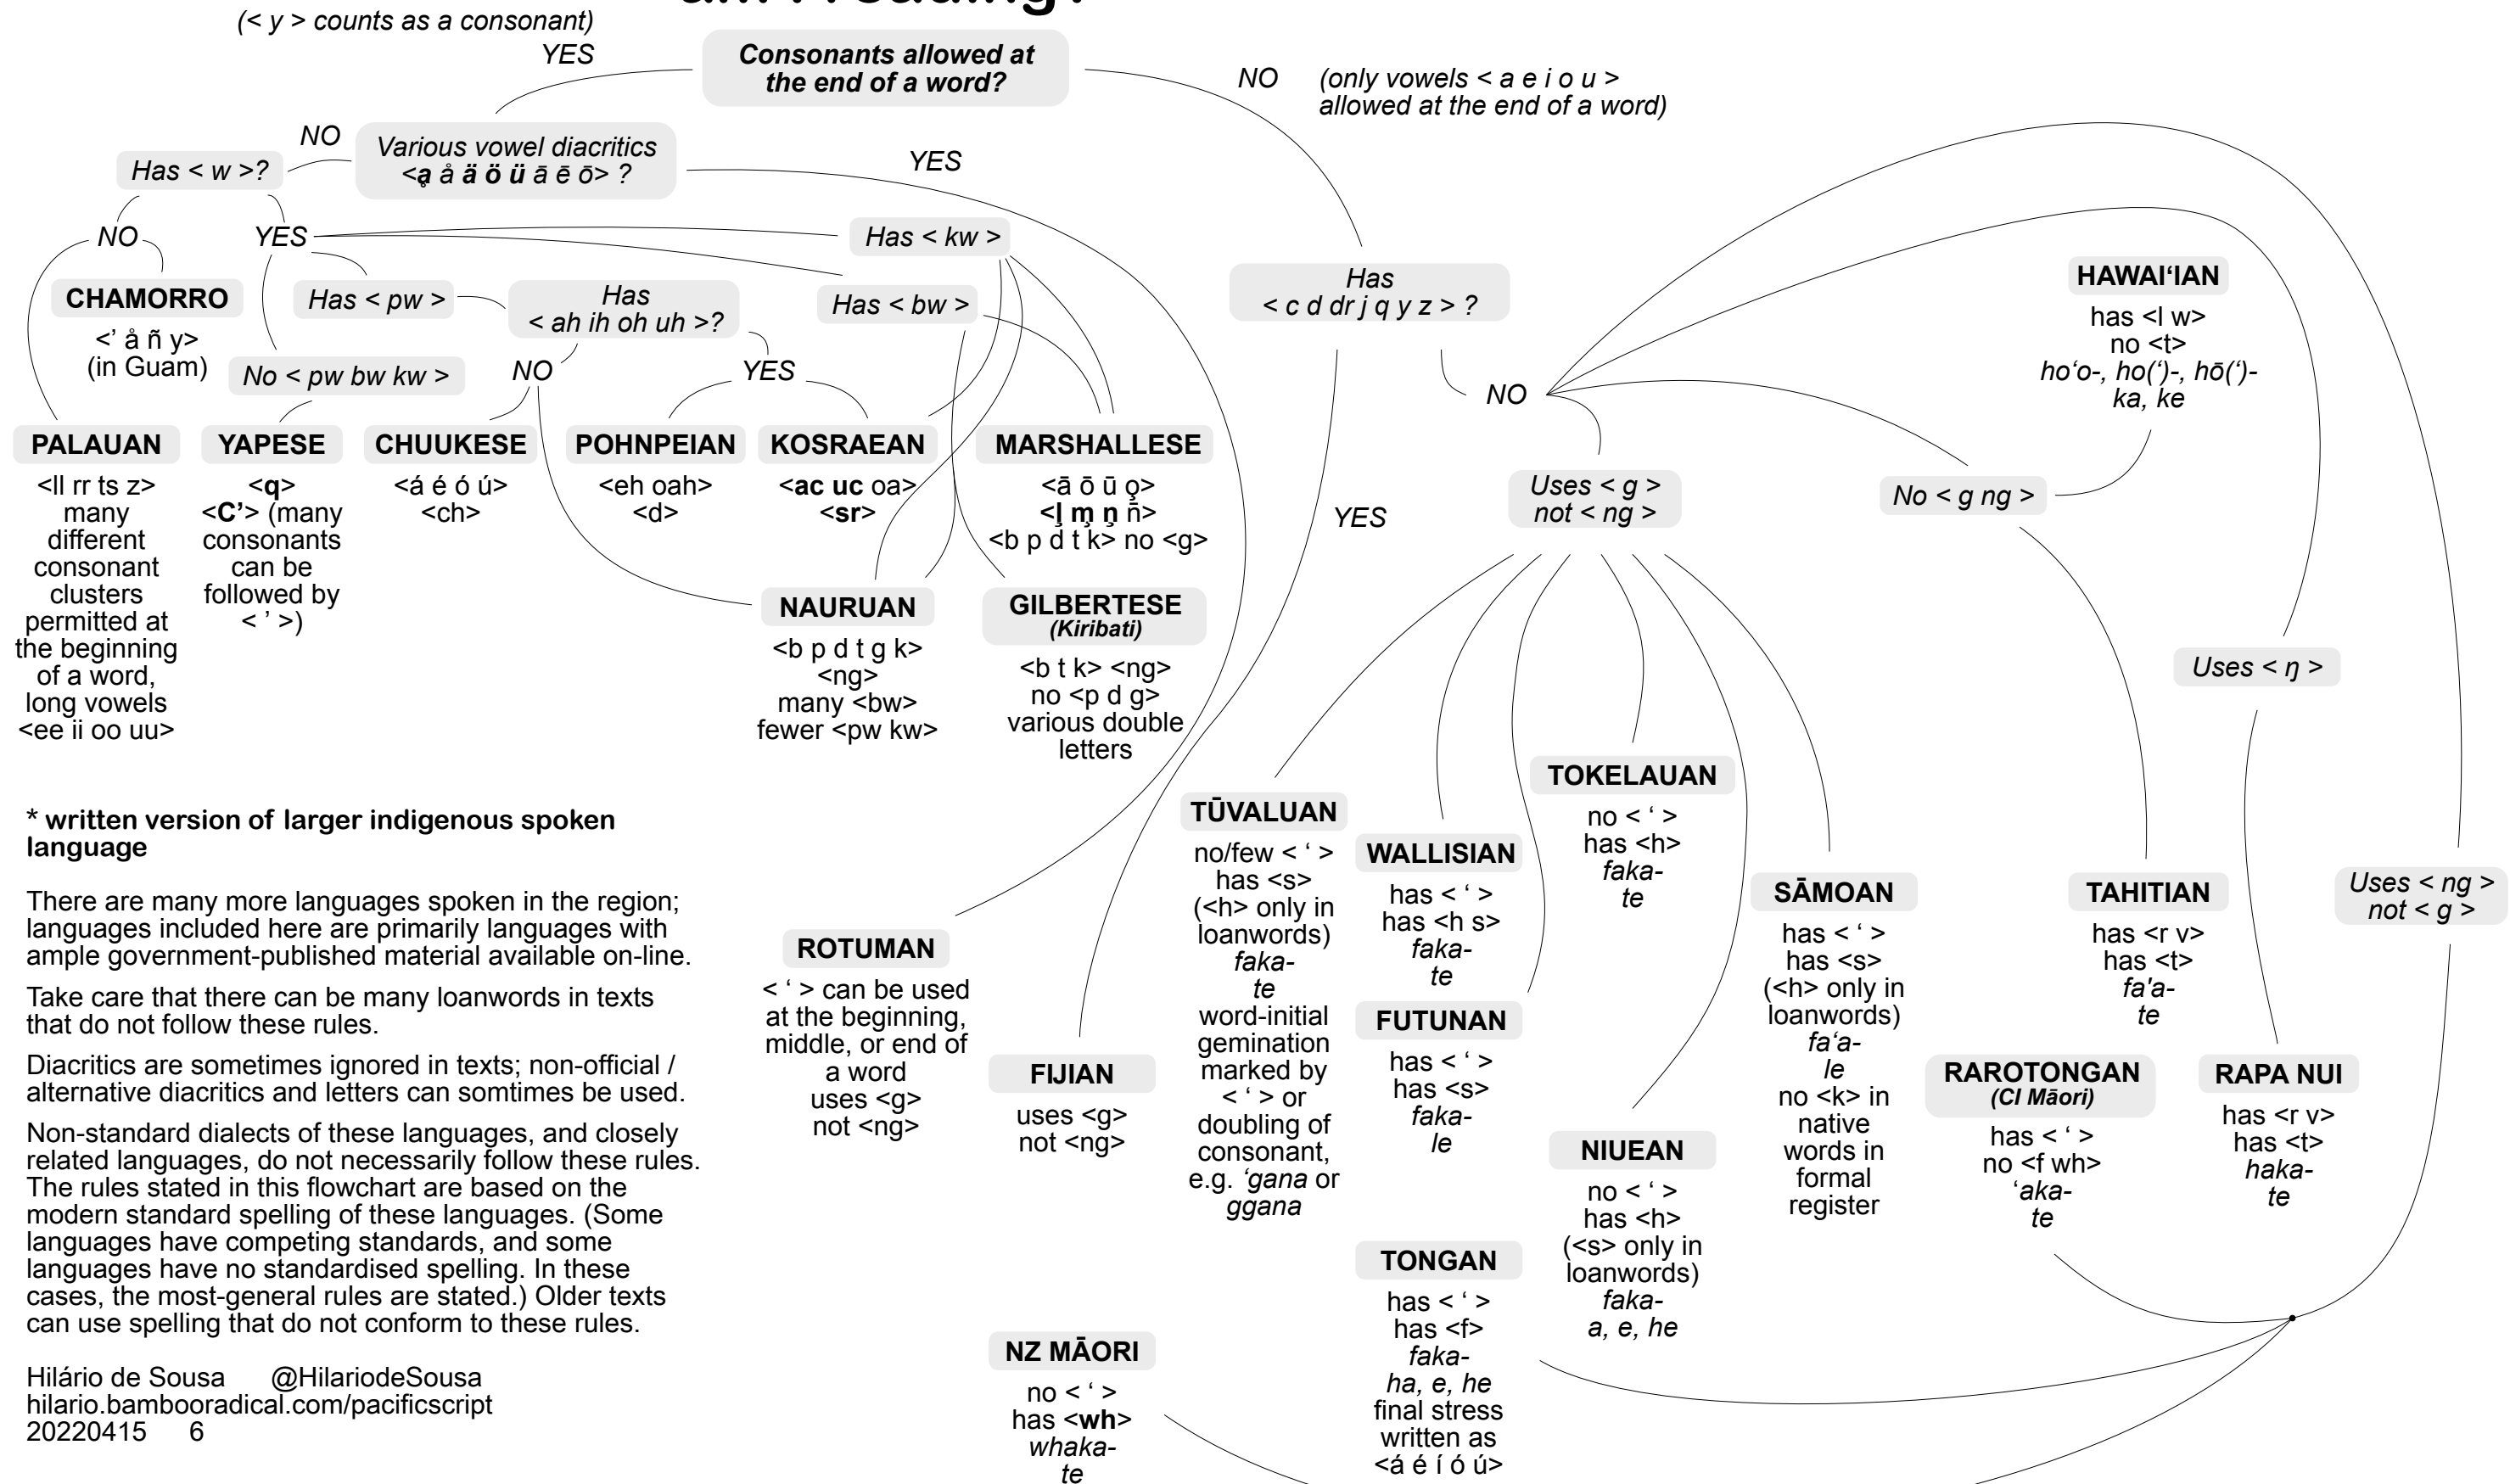 am I reading?
(< y > counts as a consonant)
YES
Consonants allowed at
the end of a word?
NO
(only vowels < a e i o u >
allowed at the end of a word)
NO
Various vowel diacritics
<ą̊ å ä ö ü ā ē ō> ?
YES
Has < w >?
NO
YES
Has < kw >
Has < pw >
Has
< ah ih oh uh >?
Has < bw >
Has
< c d dr j q y z > ?
CHAMORRO
<’ å ñ y>
(in Guam)
No < pw bw kw >
NO
YES
NO
HAWAI‘IAN
has <l w>
no <t>
ho‘o-, ho(‘)-, hō(‘)-
ka, ke
PALAUAN
<ll rr ts z>
many
different
consonant
clusters
permitted at
the beginning
of a word,
long vowels
<ee ii oo uu>
YAPESE
<q>
<C’> (many
consonants
can be
followed by
< ’ >)
CHUUKESE
<á é ó ú>
<ch>
POHNPEIAN
<eh oah>
<d>
KOSRAEAN
<ac uc oa>
<sr>
MARSHALLESE
<ā ō ū o̧>
<ļ m̧ ņ n̄>
<b p d t k> no <g>
YES
Uses < g >
not < ng >
No < g ng >
NAURUAN
<b p d t g k>
<ng>
many <bw>
fewer <pw kw>
GILBERTESE
(Kiribati)
<b t k> <ng>
no <p d g>
various double
letters
Uses < ŋ >
Uses < ng >
not < g >
ROTUMAN
< ‘ > can be used
at the beginning,
middle, or end of
a word
uses <g>
not <ng>
FIJIAN
uses <g>
not <ng>
TŪVALUAN
no/few < ‘ >
has <s>
(<h> only in
loanwords)
faka-
te
word-initial
gemination
marked by
< ‘ > or
doubling of
consonant,
e.g. ‘gana or
ggana
WALLISIAN
has < ‘ >
has <h s>
faka-
te
FUTUNAN
has < ‘ >
has <s>
faka-
le
TOKELAUAN
no < ‘ >
has <h>
faka-
te
NIUEAN
no < ‘ >
has <h>
(<s> only in
loanwords)
faka-
a, e, he
SĀMOAN
has < ‘ >
has <s>
(<h> only in
loanwords)
fa‘a-
le
no <k> in
native
words in
formal
register
TAHITIAN
has <r v>
has <t>
fa'a-
te
RAROTONGAN
(CI Māori)
has < ‘ >
no <f wh>
‘aka-
te
RAPA NUI
has <r v>
has <t>
haka-
te
TONGAN
has < ‘ >
has <f>
faka-
ha, e, he
final stress
written as
<á é í ó ú>
NZ MĀORI
no < ‘ >
has <wh>
whaka-
te
* written version of larger indigenous spoken
language
There are many more languages spoken in the region;
languages included here are primarily languages with
ample government-published material available on-line.
Take care that there can be many loanwords in texts
that do not follow these rules.
Diacritics are sometimes ignored in texts; non-official /
alternative diacritics and letters can somtimes be used.
Non-standard dialects of these languages, and closely
related languages, do not necessarily follow these rules.
The rules stated in this flowchart are based on the
modern standard spelling of these languages. (Some
languages have competing standards, and some
languages have no standardised spelling. In these
cases, the most-general rules are stated.) Older texts
can use spelling that do not conform to these rules.
Hilário de Sousa @HilariodeSousa
hilario.bambooradical.com/pacificscript
20220415 6